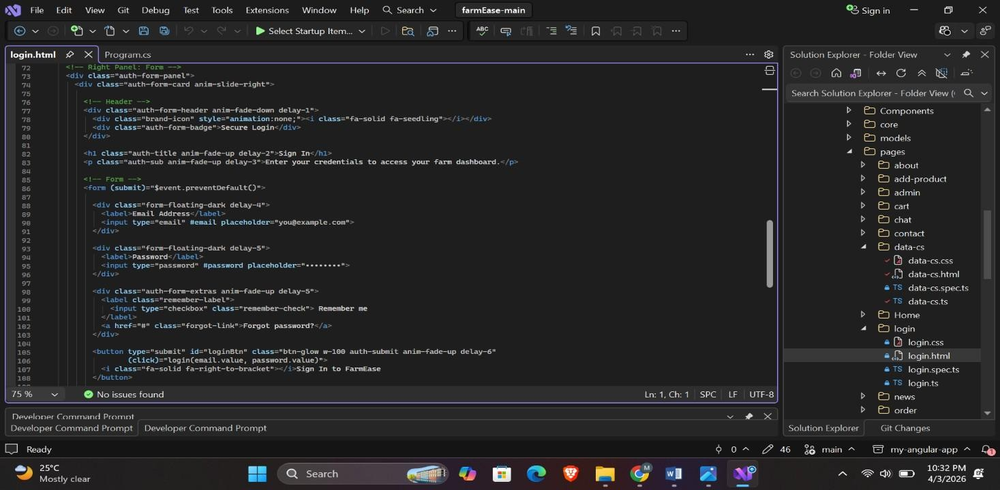 File Edit View Git Debug Test Tools Extensions Window Help Search farmEase-main Sign in
Select Startup Item...
login.html Program.cs
72 <!-- Right Panel: Form -->
73 <div class="auth-form-panel">
74 <div class="auth-form-card anim-slide-right">
75
76 <!-- Header -->
77 <div class="auth-form-header anim-fade-down delay-1">
78 <div class="brand-icon" style="animation:none;"><i class="fa-solid fa-seedling"></i></div>
79 <div class="auth-form-badge">Secure Login</div>
80 </div>
81
82 <h1 class="auth-title anim-fade-up delay-2">Sign In</h1>
83 <p class="auth-sub anim-fade-up delay-3">Enter your credentials to access your farm dashboard.</p>
84
85 <!-- Form -->
86 <form (submit)="$event.preventDefault()">
87
88 <div class="form-floating-dark delay-4">
89 <label>Email Address</label>
90 <input type="email" #email placeholder="you@example.com">
91 </div>
92
93 <div class="form-floating-dark delay-5">
94 <label>Password</label>
95 <input type="password" #password placeholder="••••••••">
96 </div>
97
98 <div class="auth-form-extras anim-fade-up delay-5">
99 <label class="remember-label">
100 <input type="checkbox" class="remember-check"> Remember me
101 </label>
102 <a href="#" class="forgot-link">Forgot password?</a>
103 </div>
104
105 <button type="submit" id="loginBtn" class="btn-glow w-100 auth-submit anim-fade-up delay-6"
106 (click)="login(email.value, password.value)">
107 <i class="fa-solid fa-right-to-bracket"></i>Sign In to FarmEase
108 </button>
75 % No issues found Ln: 1, Ch: 1 SPC LF UTF-8
Developer Command Prompt
Developer Command Prompt Developer Command Prompt
Solution Explorer - Folder View
Search Solution Explorer - Folder View (
Components
core
models
pages
about
add-product
admin
cart
chat
contact
data-cs
data-cs.css
data-cs.html
TS data-cs.spec.ts
TS data-cs.ts
Home
login
login.css
login.html
TS login.spec.ts
TS login.ts
news
order
Solution Explorer Git Changes
Ready 0 46 main my-angular-app 1
25°C
Mostly clear
Search
10:32 PM
4/3/2026